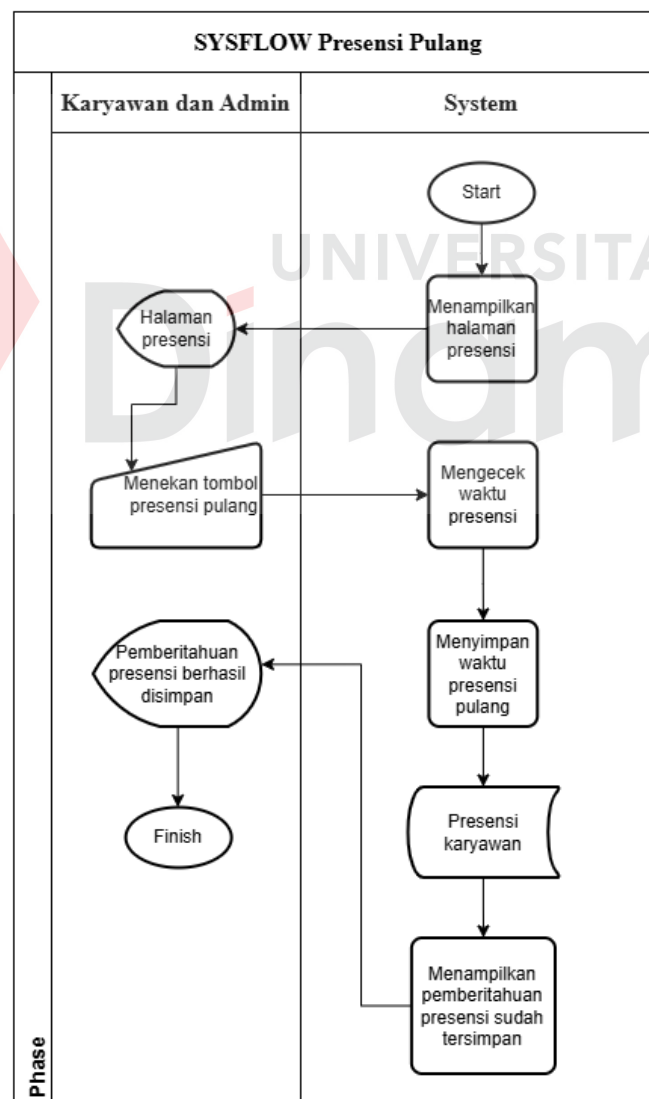 SYSFLOW Presensi Pulang
Karyawan dan Admin
System
Start
UNIVERSITA
Dinam
Menampilkan
halaman
presensi
Halaman
presensi
Menekan tombol
presensi pulang
Mengecek
waktu
presensi
Menyimpan
waktu
presensi
pulang
Pemberitahuan
presensi berhasil
disimpan
Presensi
karyawan
Finish
Menampilkan
pemberitahuan
presensi sudah
tersimpan
Phase